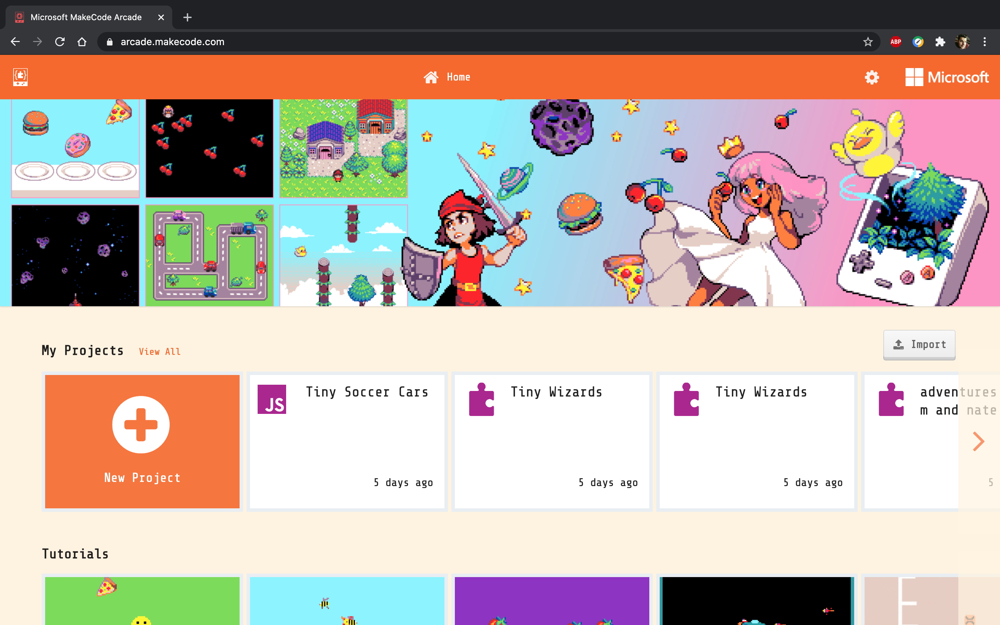 Microsoft MakeCode Arcade
arcade.makecode.com
ABP
Home
Microsoft
A
My Projects View All
Import
New Project
JS
Tiny Soccer Cars
5 days ago
Tiny Wizards
5 days ago
Tiny Wizards
5 days ago
adventures
m and nate
5
Tutorials